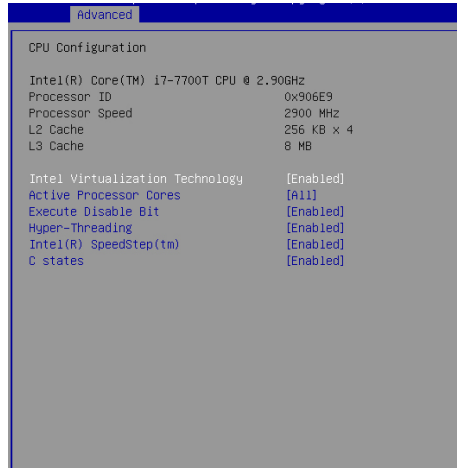 Advanced
CPU Configuration
Intel(R) Core(TM) i7-7700T CPU @ 2.90GHz
Processor ID 0x906E9
Processor Speed 2900 MHz
L2 Cache 256 KB x 4
L3 Cache 8 MB
Intel Virtualization Technology [Enabled]
Active Processor Cores [All]
Execute Disable Bit [Enabled]
Hyper-Threading [Enabled]
Intel(R) SpeedStep(tm) [Enabled]
C states [Enabled]